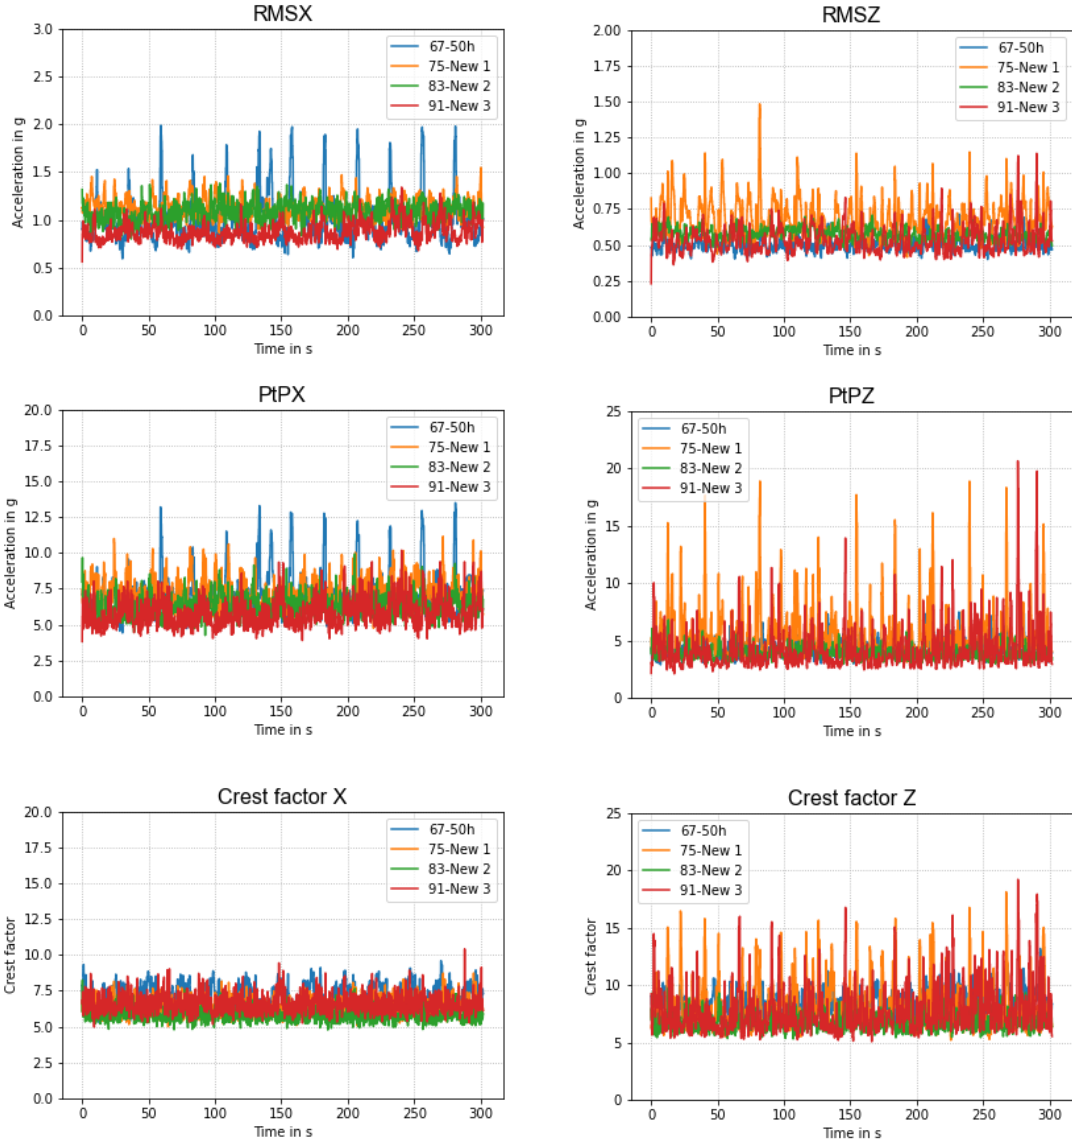 RMSX
Acceleration in g
3.0
2.5
2.0
1.5
1.0
0.5
0.0
67-50h
75-New 1
83-New 2
91-New 3
0 50 100 150 200 250 300
Time in s
RMSZ
Acceleration in g
2.00
1.75
1.50
1.25
1.00
0.75
0.50
0.25
0.00
67-50h
75-New 1
83-New 2
91-New 3
0 50 100 150 200 250 300
Time in s
PtPX
Acceleration in g
20.0
17.5
15.0
12.5
10.0
7.5
5.0
2.5
0.0
67-50h
75-New 1
83-New 2
91-New 3
0 50 100 150 200 250 300
Time in s
PtPZ
Acceleration in g
25
20
15
10
5
0
67-50h
75-New 1
83-New 2
91-New 3
0 50 100 150 200 250 300
Time in s
Crest factor X
Crest factor
20.0
17.5
15.0
12.5
10.0
7.5
5.0
2.5
0.0
67-50h
75-New 1
83-New 2
91-New 3
0 50 100 150 200 250 300
Time in s
Crest factor Z
Crest factor
25
20
15
10
5
0
67-50h
75-New 1
83-New 2
91-New 3
0 50 100 150 200 250 300
Time in s